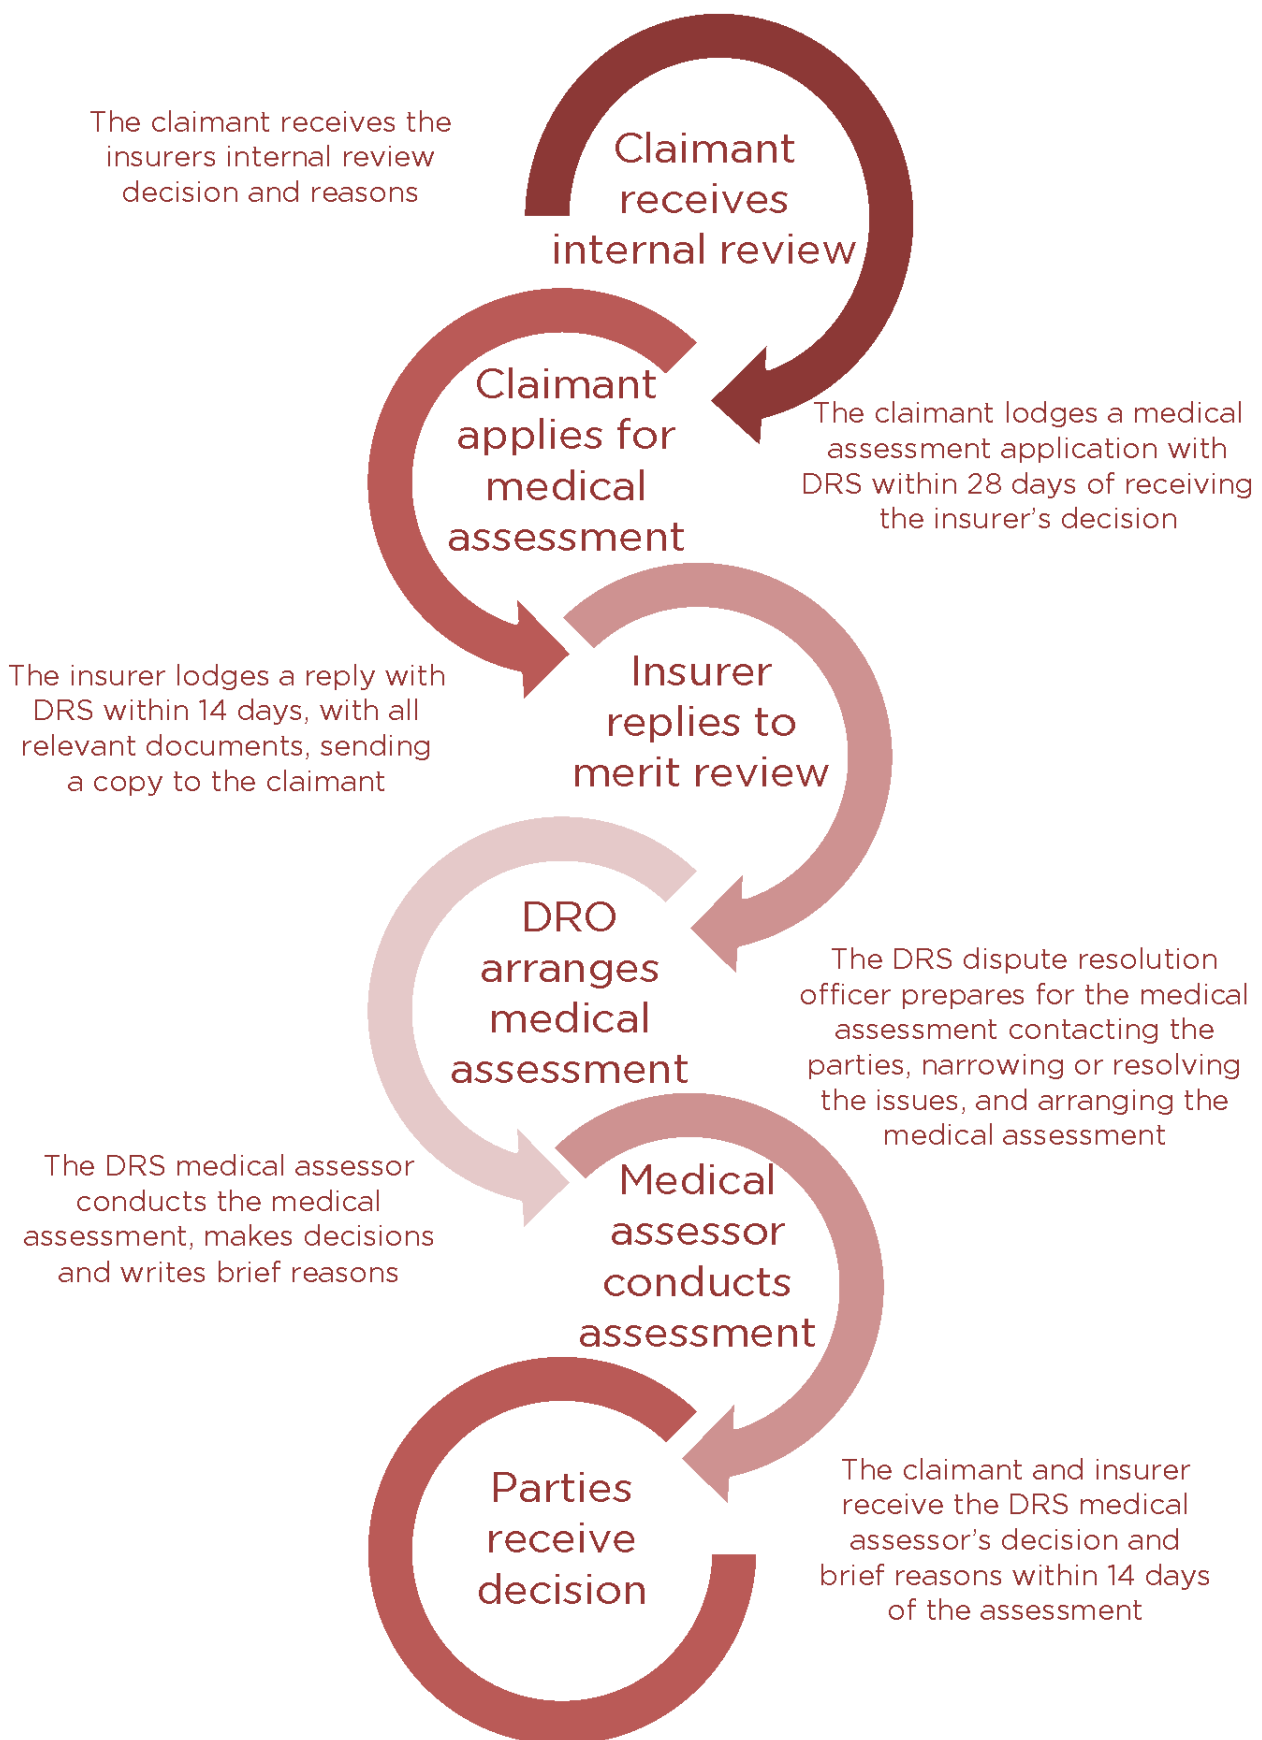 The claimant receives the
insurers internal review
decision and reasons
Claimant
receives
internal review
Claimant
applies for
medical
assessment
The claimant lodges a medical
assessment application with
DRS within 28 days of receiving
the insurer’s decision
The insurer lodges a reply with
DRS within 14 days, with all
relevant documents, sending
a copy to the claimant
Insurer
replies to
merit review
DRO
arranges
medical
assessment
The DRS dispute resolution
officer prepares for the medical
assessment contacting the
parties, narrowing or resolving
the issues, and arranging the
medical assessment
The DRS medical assessor
conducts the medical
assessment, makes decisions
and writes brief reasons
Medical
assessor
conducts
assessment
Parties
receive
decision
The claimant and insurer
receive the DRS medical
assessor’s decision and
brief reasons within 14 days
of the assessment